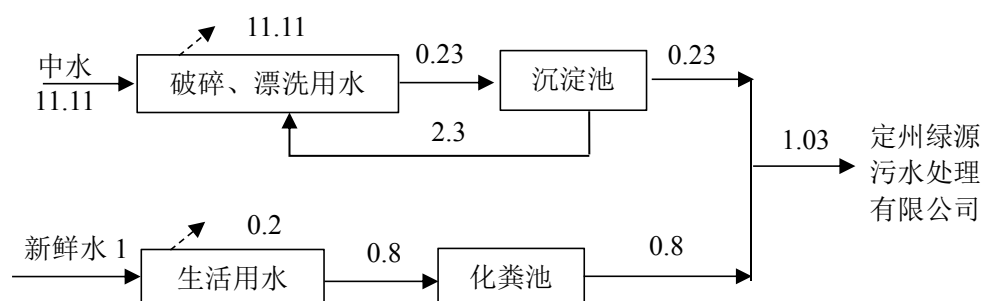 11.11
中水
11.11
破碎、漂洗用水
0.23
沉淀池
0.23
2.3
1.03
定州绿源
污水处理
有限公司
新鲜水 1
0.2
生活用水
0.8
化粪池
0.8